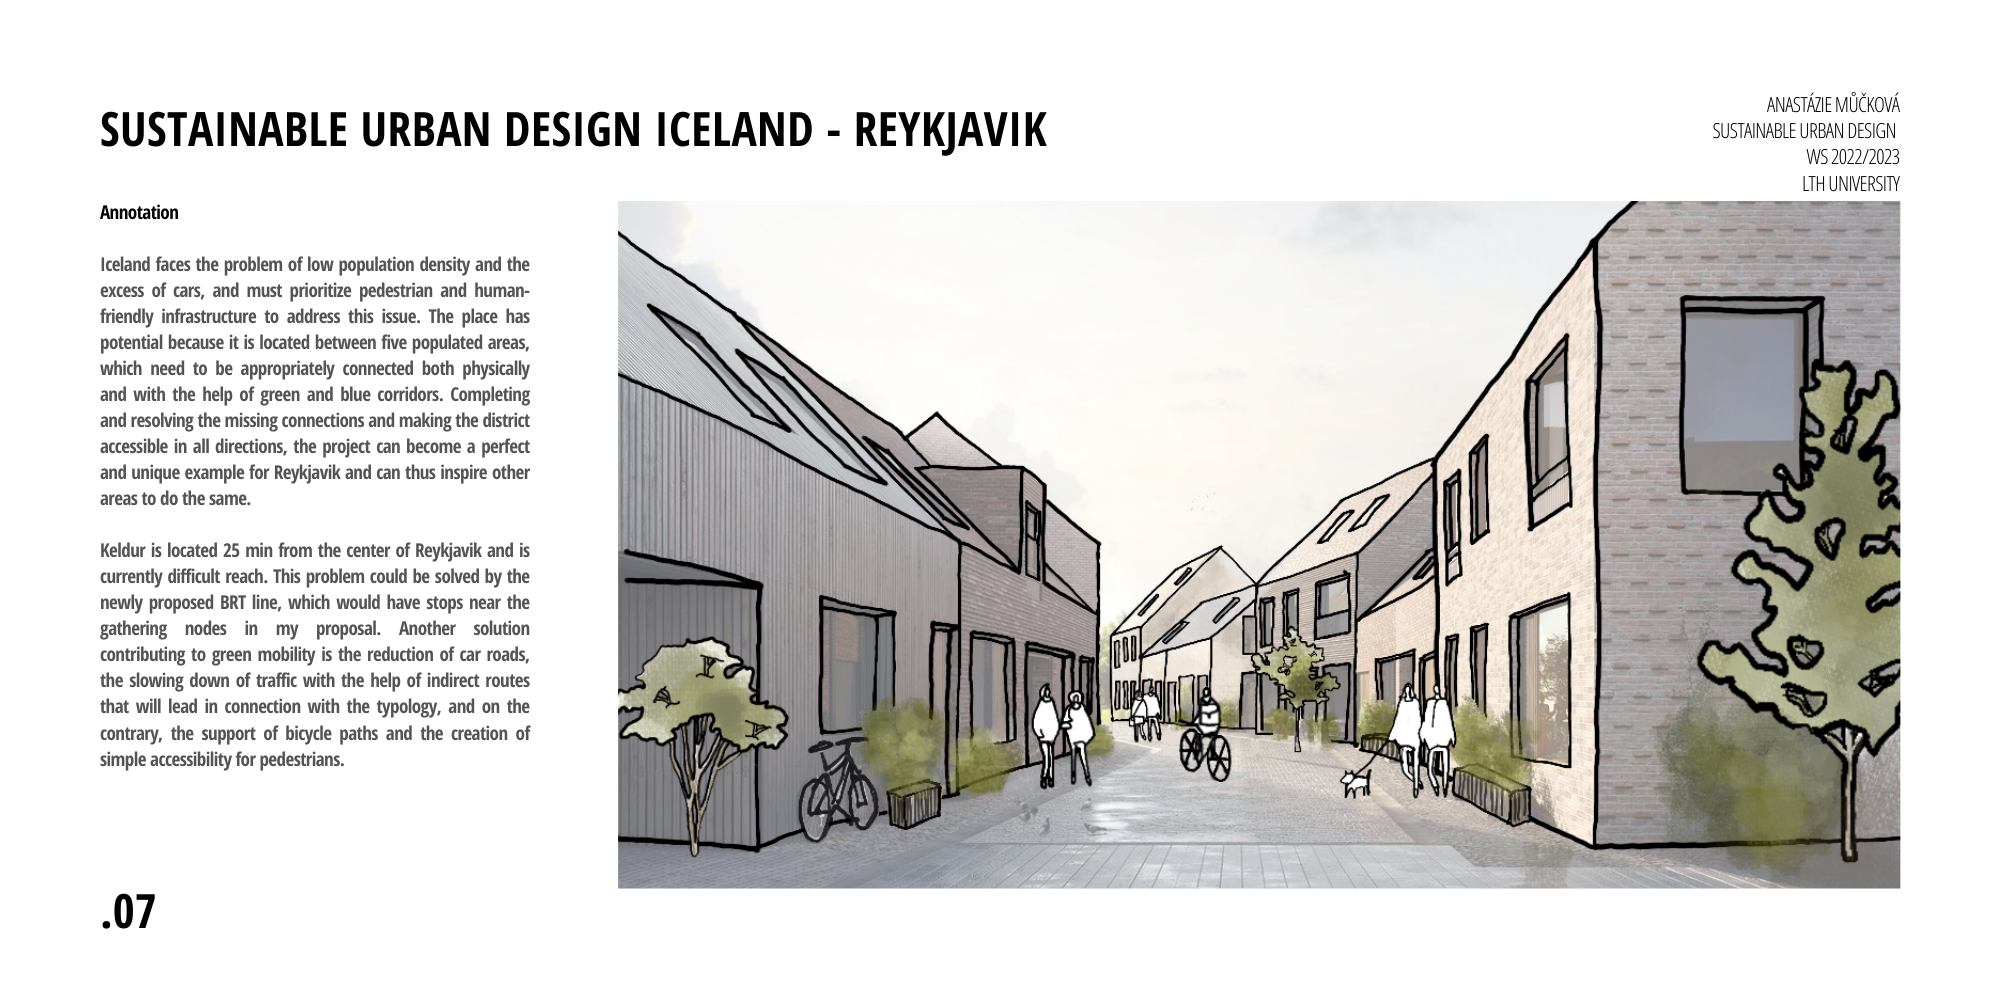 SUSTAINABLE URBAN DESIGN ICELAND - REYKJAVIK
ANASTÁZIE MŮČKOVÁ
SUSTAINABLE URBAN DESIGN
WS 2022/2023
LTH UNIVERSITY
Annotation
Iceland faces the problem of low population density and the
excess of cars, and must prioritize pedestrian and human-
friendly infrastructure to address this issue. The place has
potential because it is located between five populated areas,
which need to be appropriately connected both physically
and with the help of green and blue corridors. Completing
and resolving the missing connections and making the district
accessible in all directions, the project can become a perfect
and unique example for Reykjavik and can thus inspire other
areas to do the same.
Keldur is located 25 min from the center of Reykjavik and is
currently difficult reach. This problem could be solved by the
newly proposed BRT line, which would have stops near the
gathering nodes in my proposal. Another solution
contributing to green mobility is the reduction of car roads,
the slowing down of traffic with the help of indirect routes
that will lead in connection with the typology, and on the
contrary, the support of bicycle paths and the creation of
simple accessibility for pedestrians.
.07